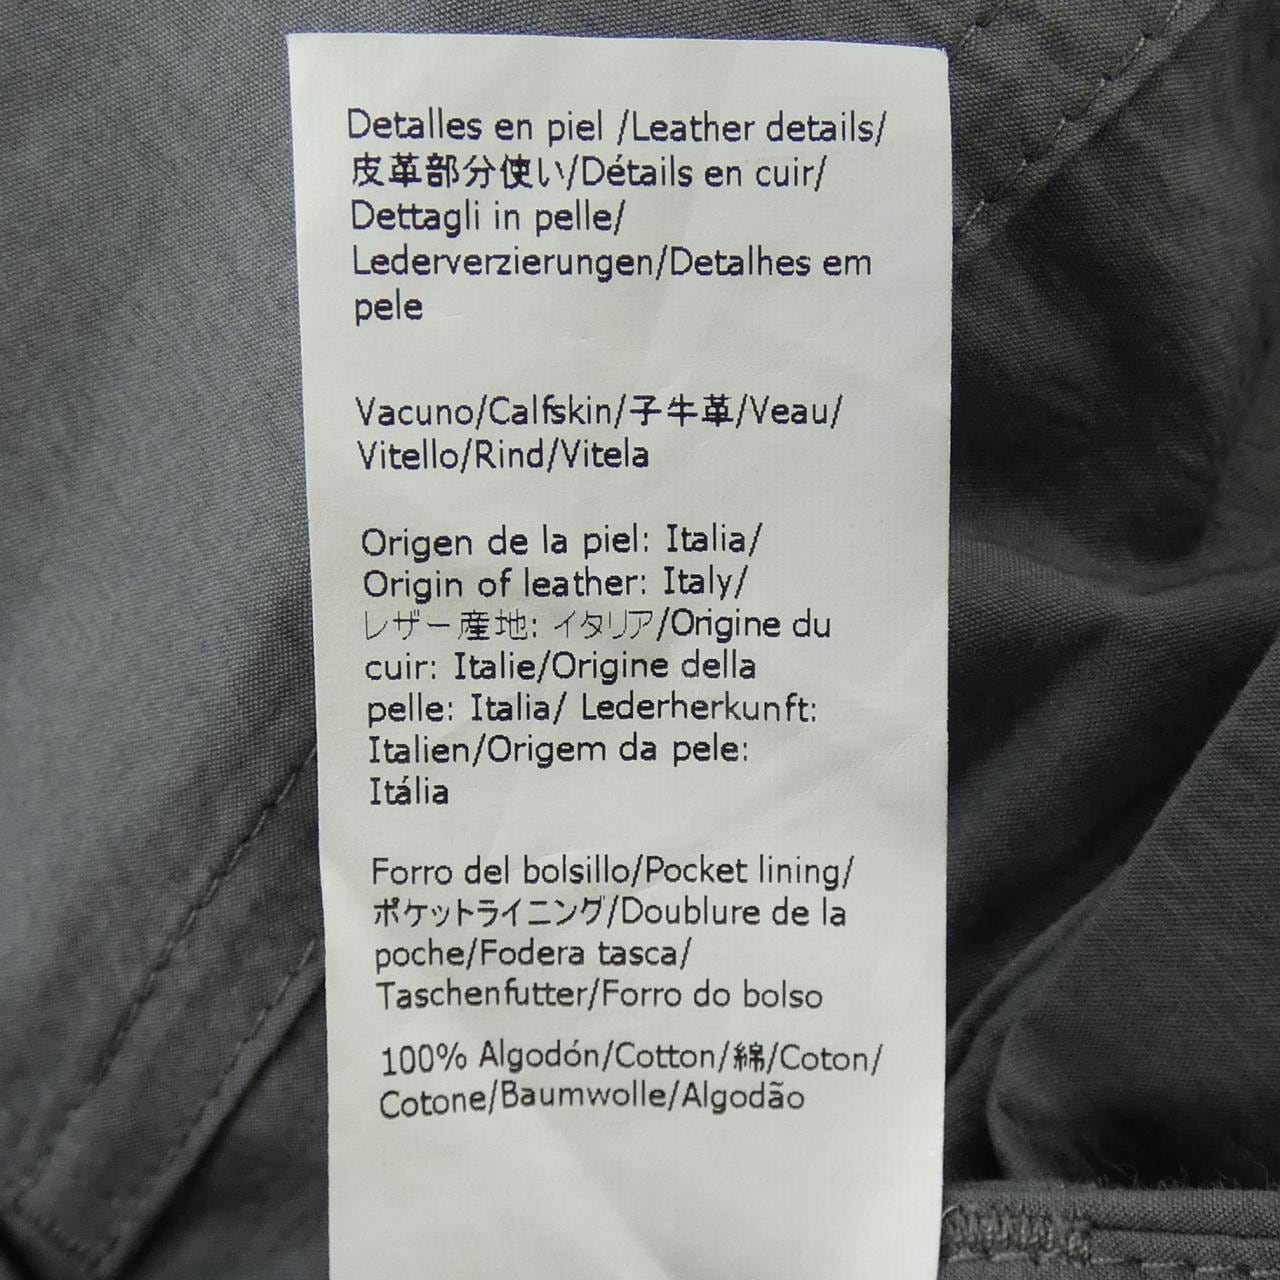 Detalles en piel /Leather details/
皮革部分使い/Détails en cuir/
Dettagli in pelle/
Lederverzierungen/Detalhes em
pele
Vacuno/Calfskin/子牛革/Veau/
Vitello/Rind/Vitela
Origen de la piel: Italia/
Origin of leather: Italy/
レザー産地: イタリア/Origine du
cuir: Italie/Origine della
pelle: Italia/ Lederherkunft:
Italien/Origem da pele:
Itália
Forro del bolsillo/Pocket lining/
ポケットライニング/Doublure de la
poche/Fodera tasca/
Taschenfutter/Forro do bolso
100% Algodón/Cotton/綿/Coton/
Cotone/Baumwolle/Algodão